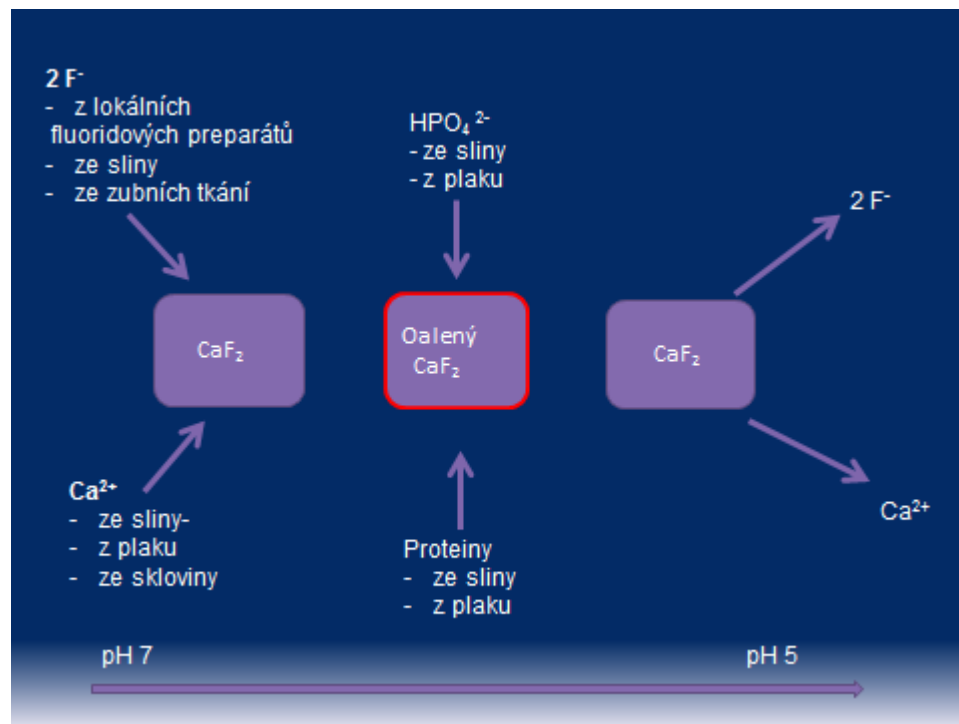 2 F⁻
- z lokálních
fluoridových preparátů
- ze sliny
- ze zubních tkání
HPO₄ ²⁻
- ze sliny
- z plaku
2 F⁻
CaF₂
Oalený
CaF₂
CaF₂
Ca²⁺
- ze sliny-
- z plaku
- ze skloviny
Proteiny
- ze sliny
- z plaku
Ca²⁺
pH 7
pH 5